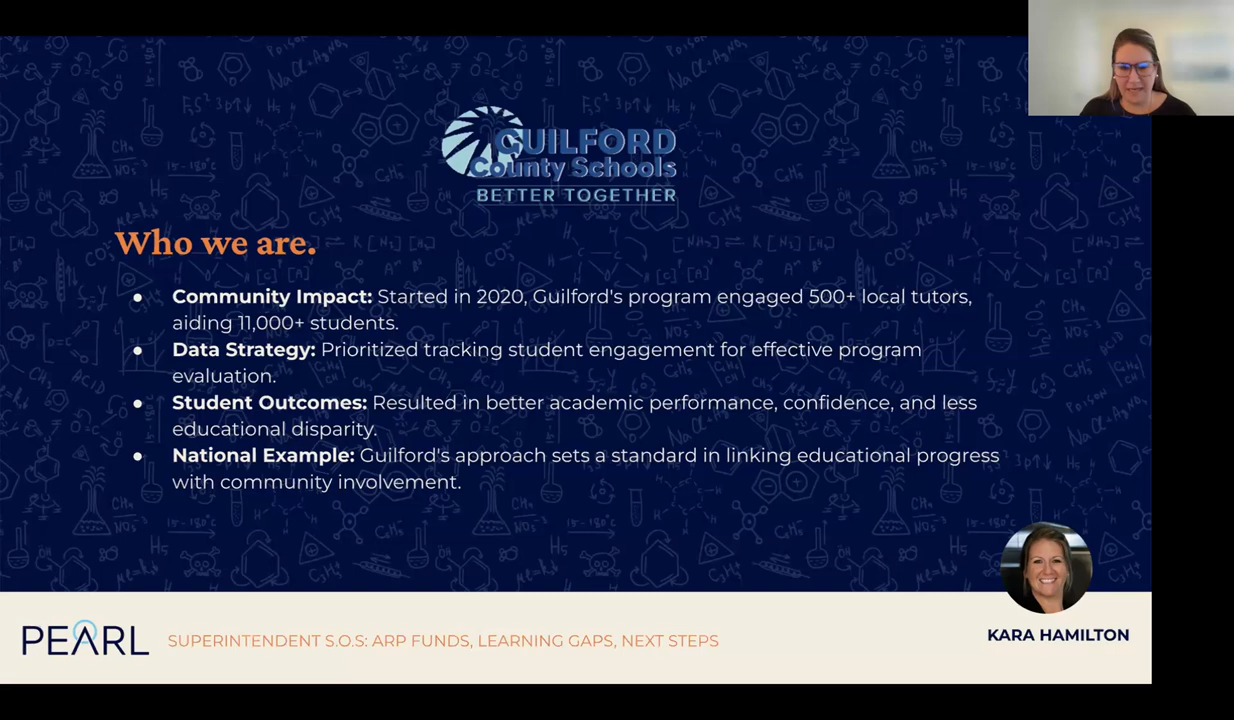 GUILFORD
County Schools
BETTER TOGETHER
Who we are.
● Community Impact: Started in 2020, Guilford's program engaged 500+ local tutors,
aiding 11,000+ students.
● Data Strategy: Prioritized tracking student engagement for effective program
evaluation.
● Student Outcomes: Resulted in better academic performance, confidence, and less
educational disparity.
● National Example: Guilford's approach sets a standard in linking educational progress
with community involvement.
PEARL
SUPERINTENDENT S.O.S: ARP FUNDS, LEARNING GAPS, NEXT STEPS
KARA HAMILTON